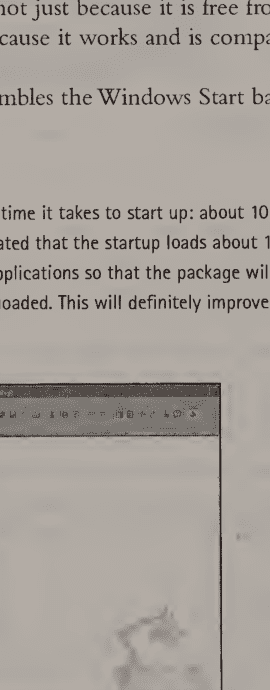 not just because it is free fro
cause it works and is compa
mbles the Windows Start ba
time it takes to start up: about 10
ated that the startup loads about 1
pplications so that the package wil
loaded. This will definitely improve